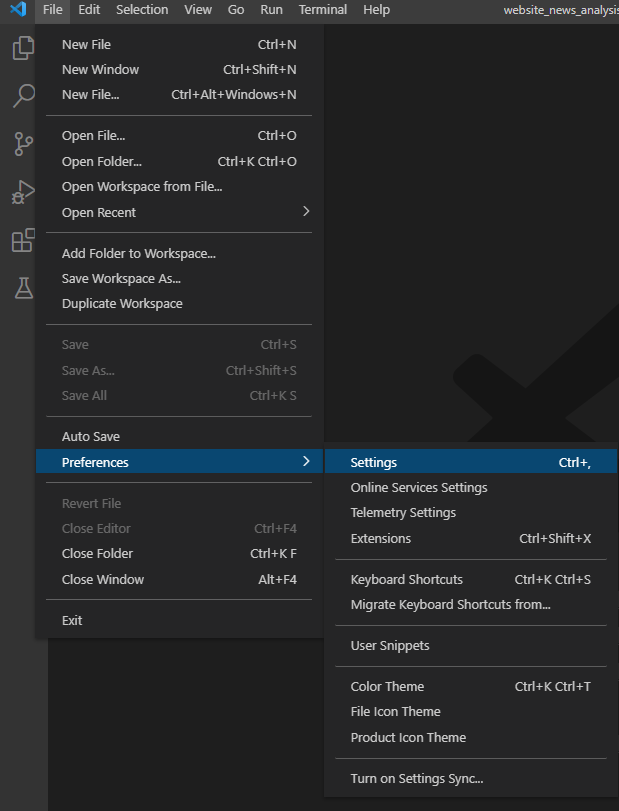 File Edit Selection View Go Run Terminal Help website_news_analysis
New File Ctrl+N
New Window Ctrl+Shift+N
New File... Ctrl+Alt+Windows+N
Open File... Ctrl+O
Open Folder... Ctrl+K Ctrl+O
Open Workspace from File...
Open Recent
Add Folder to Workspace...
Save Workspace As...
Duplicate Workspace
Save Ctrl+S
Save As... Ctrl+Shift+S
Save All Ctrl+K S
Auto Save
Preferences
Revert File
Close Editor Ctrl+F4
Close Folder Ctrl+K F
Close Window Alt+F4
Exit
Settings Ctrl+,
Online Services Settings
Telemetry Settings
Extensions Ctrl+Shift+X
Keyboard Shortcuts Ctrl+K Ctrl+S
Migrate Keyboard Shortcuts from...
User Snippets
Color Theme Ctrl+K Ctrl+T
File Icon Theme
Product Icon Theme
Turn on Settings Sync...